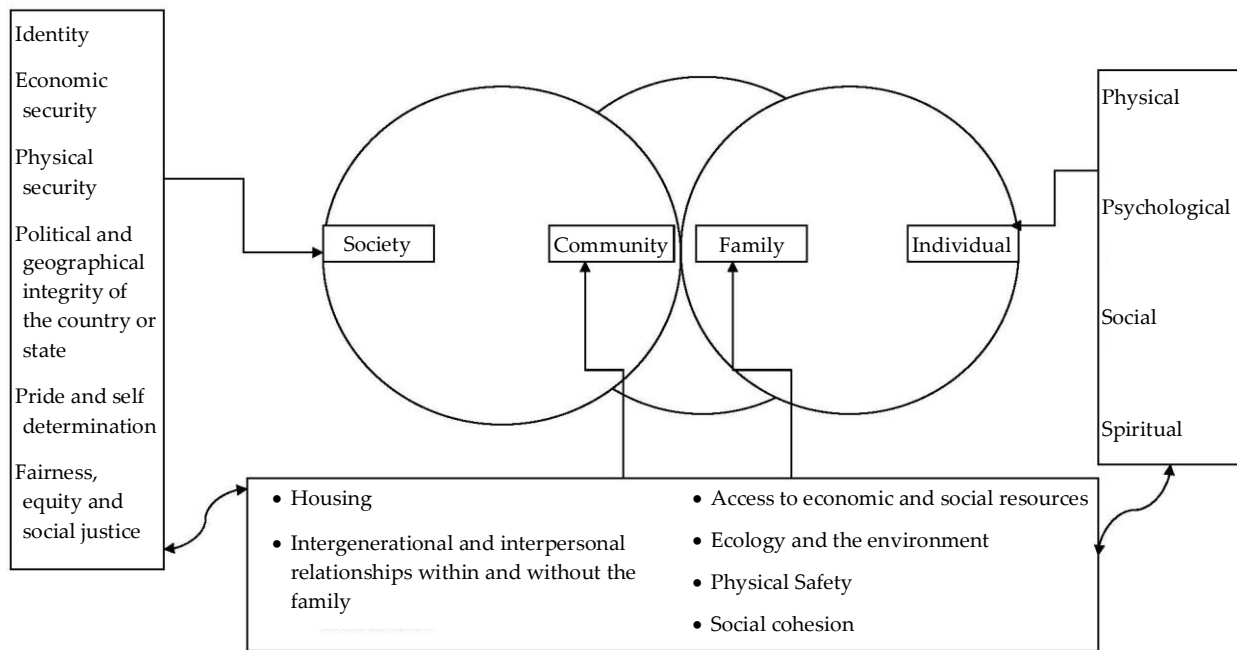 Identity
Economic
security
Physical
security
Political and
geographical
integrity of
the country or
state
Pride and self
determination
Fairness,
equity and
social justice
Society
Community
Family
Individual
Physical
Psychological
Social
Spiritual
• Housing
• Intergenerational and interpersonal
relationships within and without the
family
• Access to economic and social resources
• Ecology and the environment
• Physical Safety
• Social cohesion